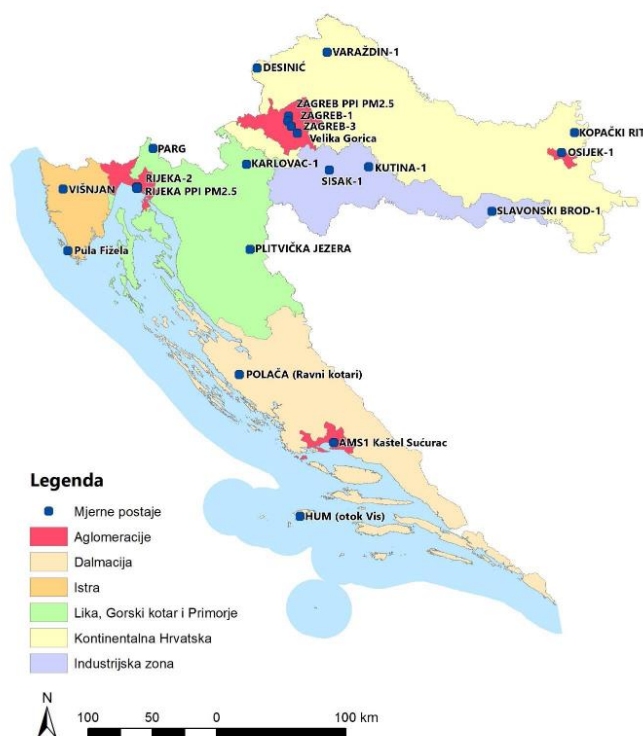 VARAŽDIN-1
DESINIĆ
ZAGREB PPI PM2.5
ZAGREB-1
ZAGREB-3
Velika Gorica
KOPAČKI RIT
OSIJEK-1
PARG
KARLOVAC-1
KUTINA-1
SISAK-1
RIJEKA-2
RIJEKA PPI PM2.5
VIŠNJAN
SLAVONSKI BROD-1
Pula Fižela
PLITVIČKA JEZERA
POLAČA (Ravni kotari)
AMS1 Kaštel Sućurac
HUM (otok Vis)
Legenda
Mjerne postaje
Aglomeracije
Dalmacija
Istra
Lika, Gorski kotar i Primorje
Kontinentalna Hrvatska
Industrijska zona
N
100 50 0 100 km